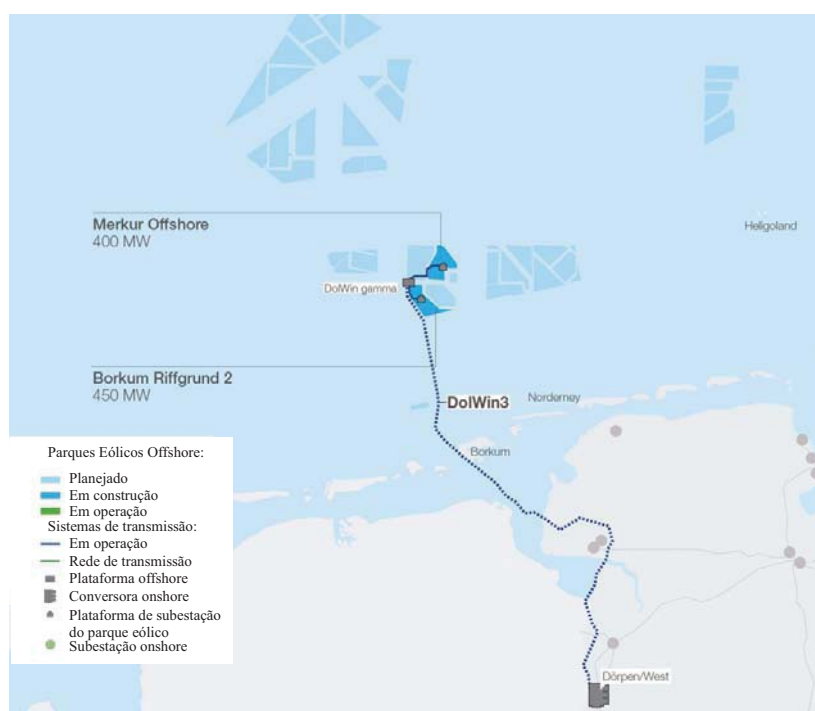 Merkur Offshore
400 MW
Helgoland
DolWin gamma
Borkum Riffgrund 2
450 MW
DolWin3
Norderney
Borkum
Parques Eólicos Offshore:
Planejado
Em construção
Em operação
Sistemas de transmissão:
Em operação
Rede de transmissão
Plataforma offshore
Conversora onshore
Plataforma de subestação
do parque eólico
Subestação onshore
Dörpen/West